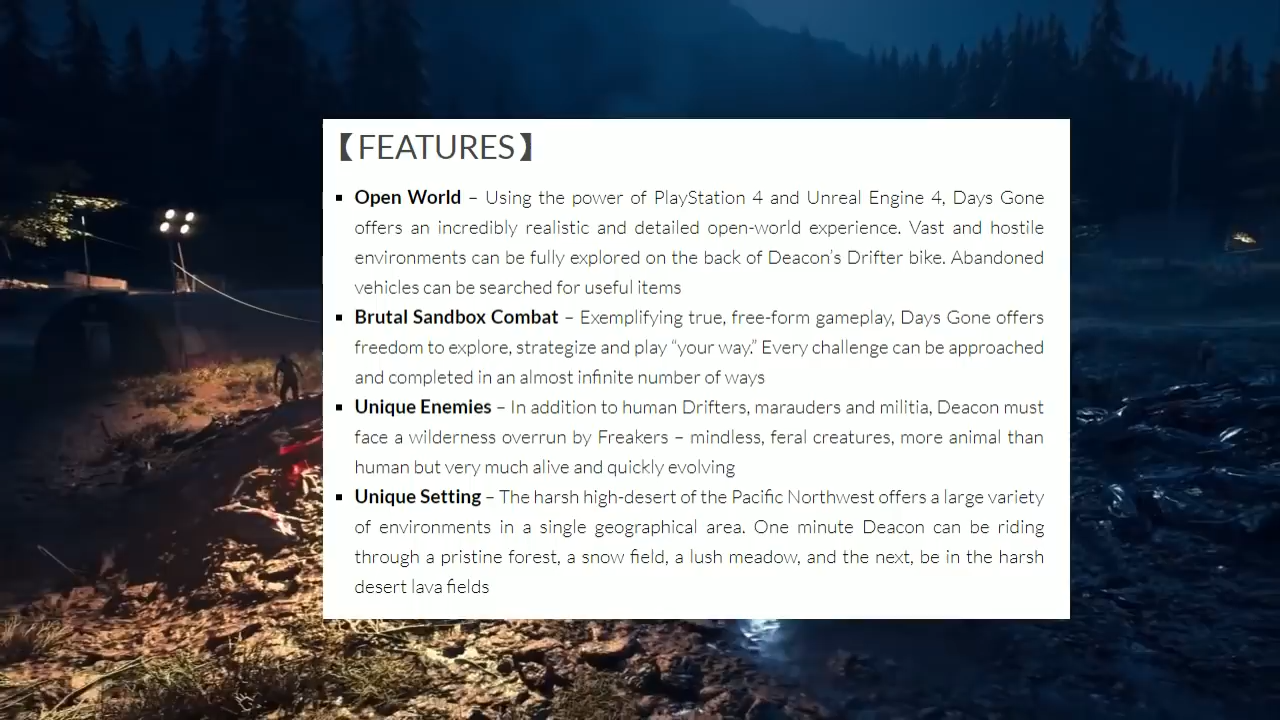 【FEATURES】
▪ Open World – Using the power of PlayStation 4 and Unreal Engine 4, Days Gone
offers an incredibly realistic and detailed open-world experience. Vast and hostile
environments can be fully explored on the back of Deacon’s Drifter bike. Abandoned
vehicles can be searched for useful items
▪ Brutal Sandbox Combat – Exemplifying true, free-form gameplay, Days Gone offers
freedom to explore, strategize and play “your way.” Every challenge can be approached
and completed in an almost infinite number of ways
▪ Unique Enemies – In addition to human Drifters, marauders and militia, Deacon must
face a wilderness overrun by Freakers – mindless, feral creatures, more animal than
human but very much alive and quickly evolving
▪ Unique Setting – The harsh high-desert of the Pacific Northwest offers a large variety
of environments in a single geographical area. One minute Deacon can be riding
through a pristine forest, a snow field, a lush meadow, and the next, be in the harsh
desert lava fields